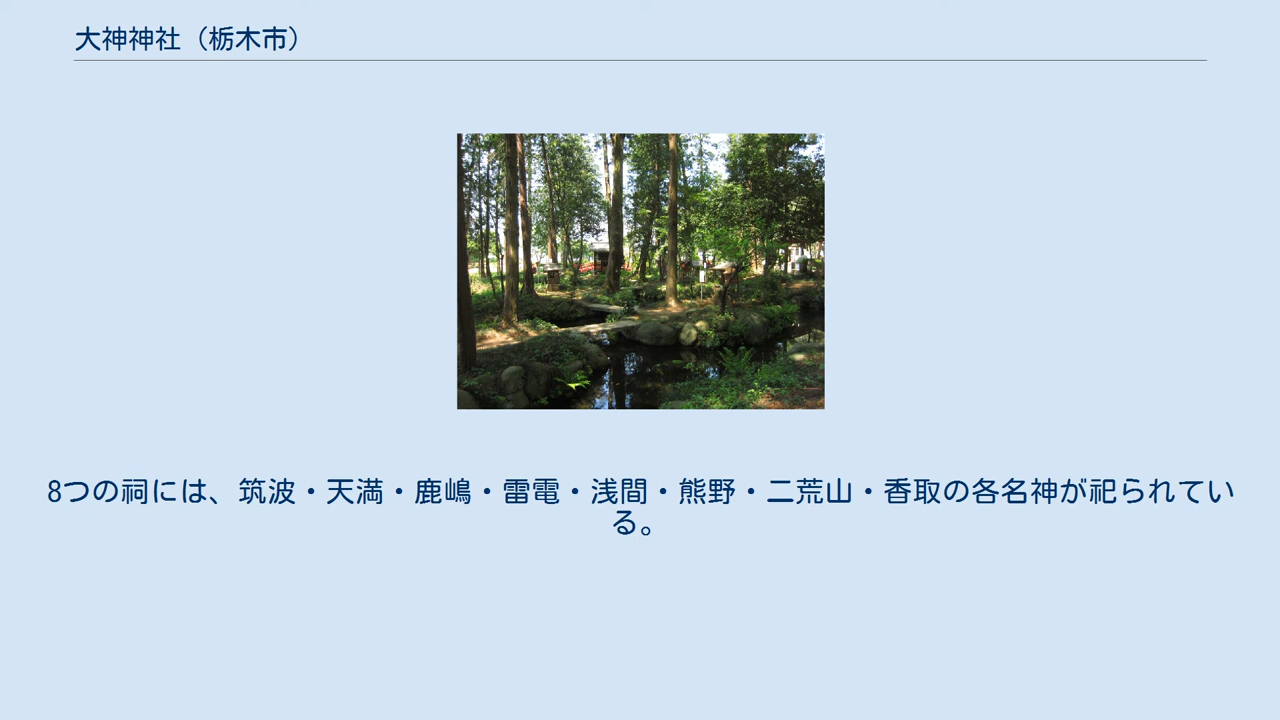 大神神社（栃木市）
8つの祠には、筑波・天満・鹿嶋・雷電・浅間・熊野・二荒山・香取の各名神が祀られてい
る。